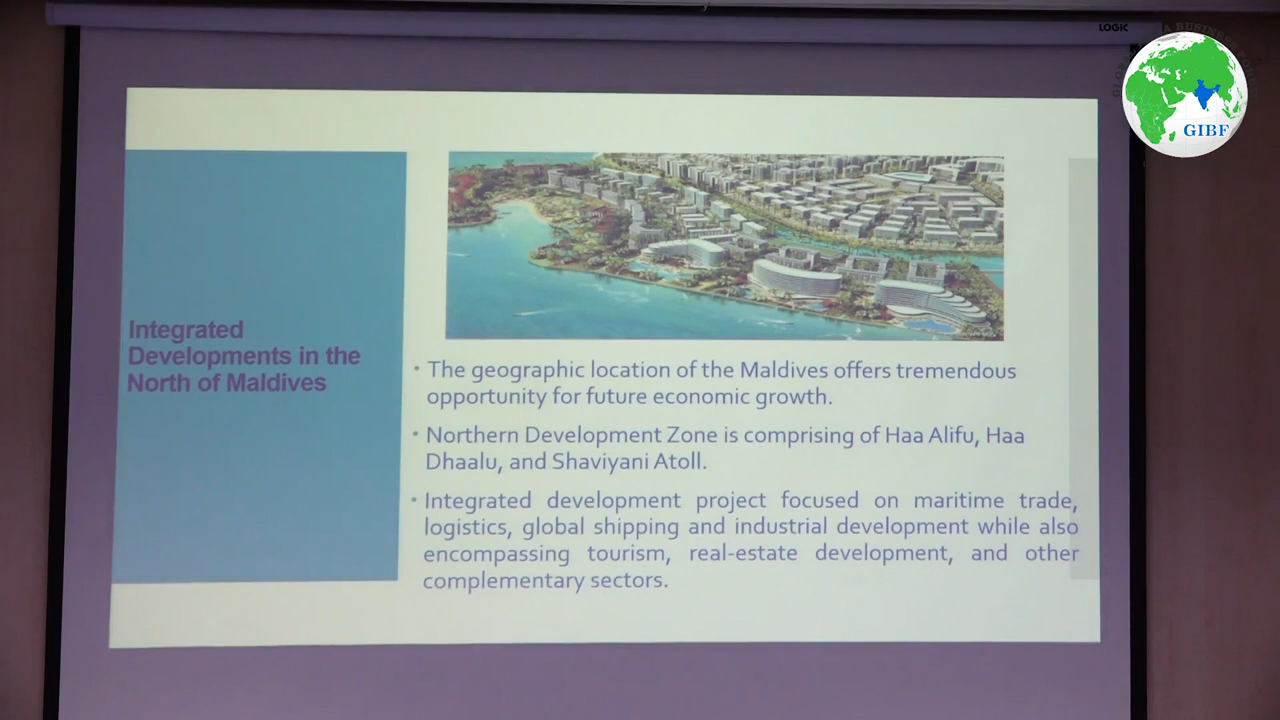 LOGIC
GIBF
Integrated
Developments in the
North of Maldives
• The geographic location of the Maldives offers tremendous
opportunity for future economic growth.
• Northern Development Zone is comprising of Haa Alifu, Haa
Dhaalu, and Shaviyani Atoll.
• Integrated development project focused on maritime trade,
logistics, global shipping and industrial development while also
encompassing tourism, real-estate development, and other
complementary sectors.